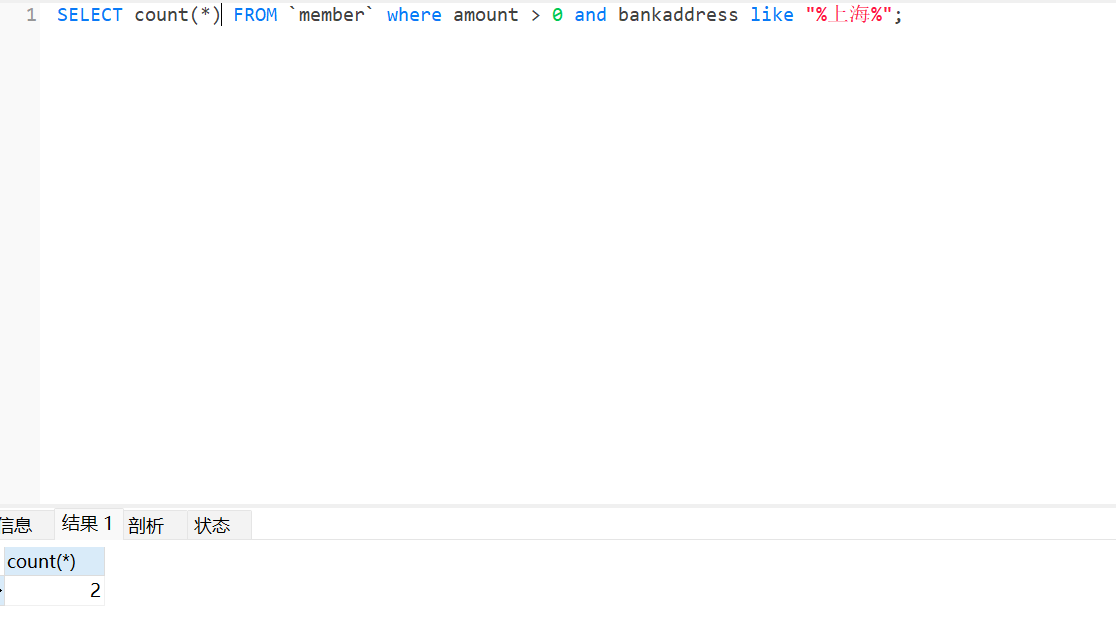 1 SELECT count(*) FROM `member` where amount > 0 and bankaddress like "%上海%";
信息 结果 1 剖析 状态
count(*)
2